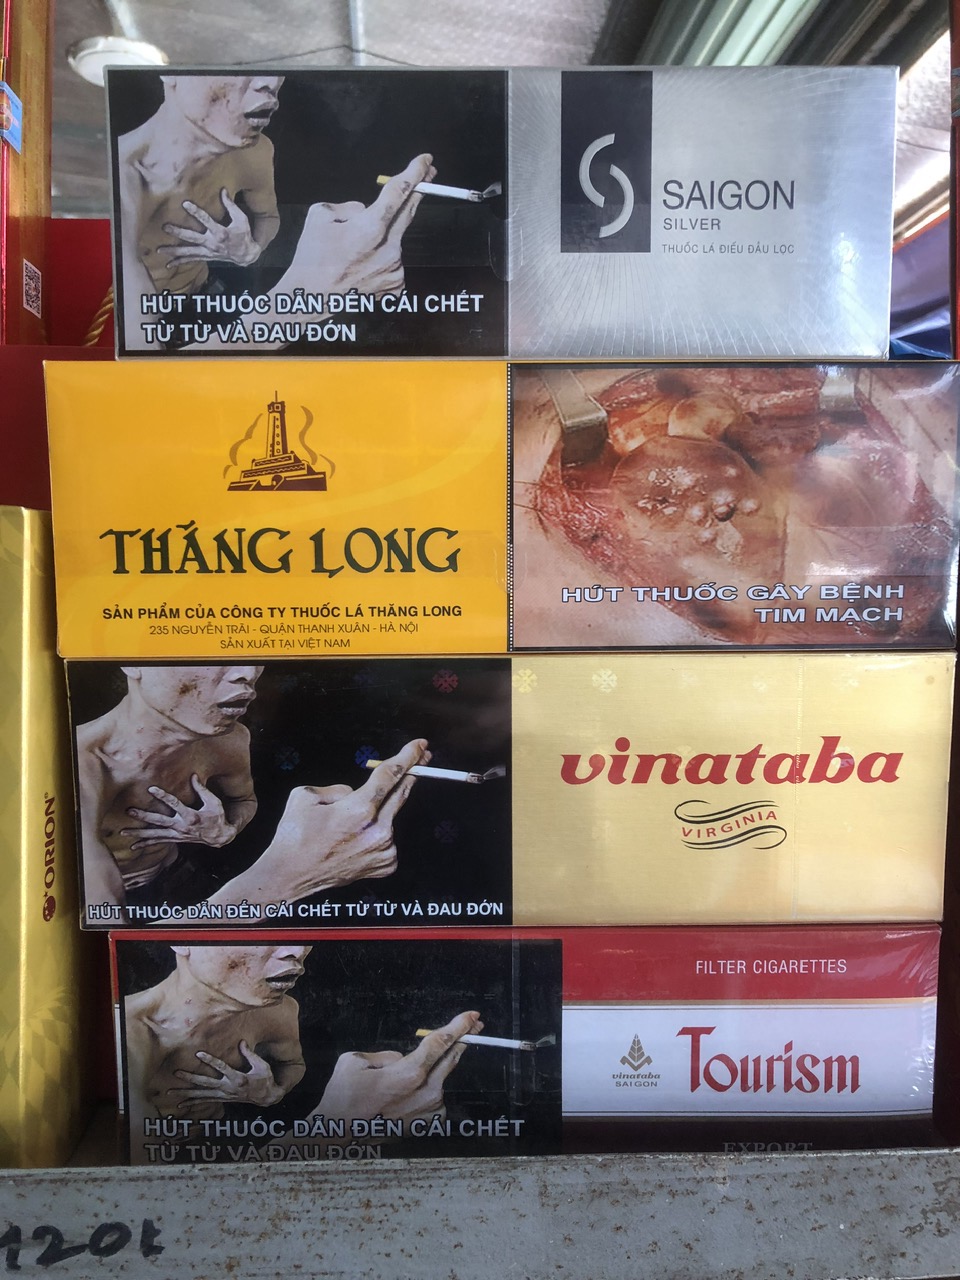 SAIGON
SILVER
THUỐC LÁ ĐIẾU ĐẦU LỌC
HÚT THUỐC DẪN ĐẾN CÁI CHẾT
TỪ TỪ VÀ ĐAU ĐỚN
THĂNG LONG
SẢN PHẨM CỦA CÔNG TY THUỐC LÁ THĂNG LONG
235 NGUYỄN TRÃI - QUẬN THANH XUÂN - HÀ NỘI
SẢN XUẤT TẠI VIỆT NAM
HÚT THUỐC GÂY BỆNH
TIM MẠCH
vinataba
VIRGINIA
HÚT THUỐC DẪN ĐẾN CÁI CHẾT TỪ TỪ VÀ ĐAU ĐỚN
ORION
FILTER CIGARETTES
vinataba
SAIGON
Tourism
HÚT THUỐC DẪN ĐẾN CÁI CHẾT
TỪ TỪ VÀ ĐAU ĐỚN
EXPORT
120k